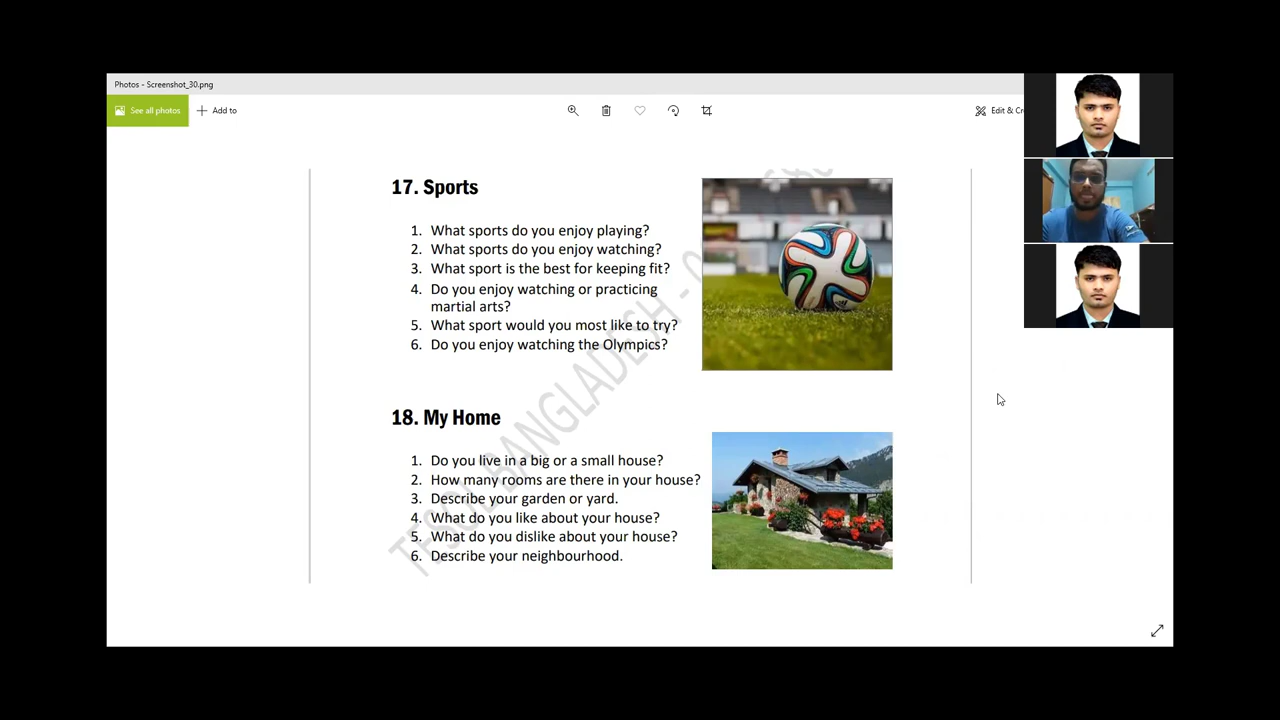 Photos - Screenshot_30.png
See all photos
Add to
17. Sports
1. What sports do you enjoy playing?
2. What sports do you enjoy watching?
3. What sport is the best for keeping fit?
4. Do you enjoy watching or practicing
martial arts?
5. What sport would you most like to try?
6. Do you enjoy watching the Olympics?
18. My Home
1. Do you live in a big or a small house?
2. How many rooms are there in your house?
3. Describe your garden or yard.
4. What do you like about your house?
5. What do you dislike about your house?
6. Describe your neighbourhood.
TESOL BANGLADESH
Edit & Cr